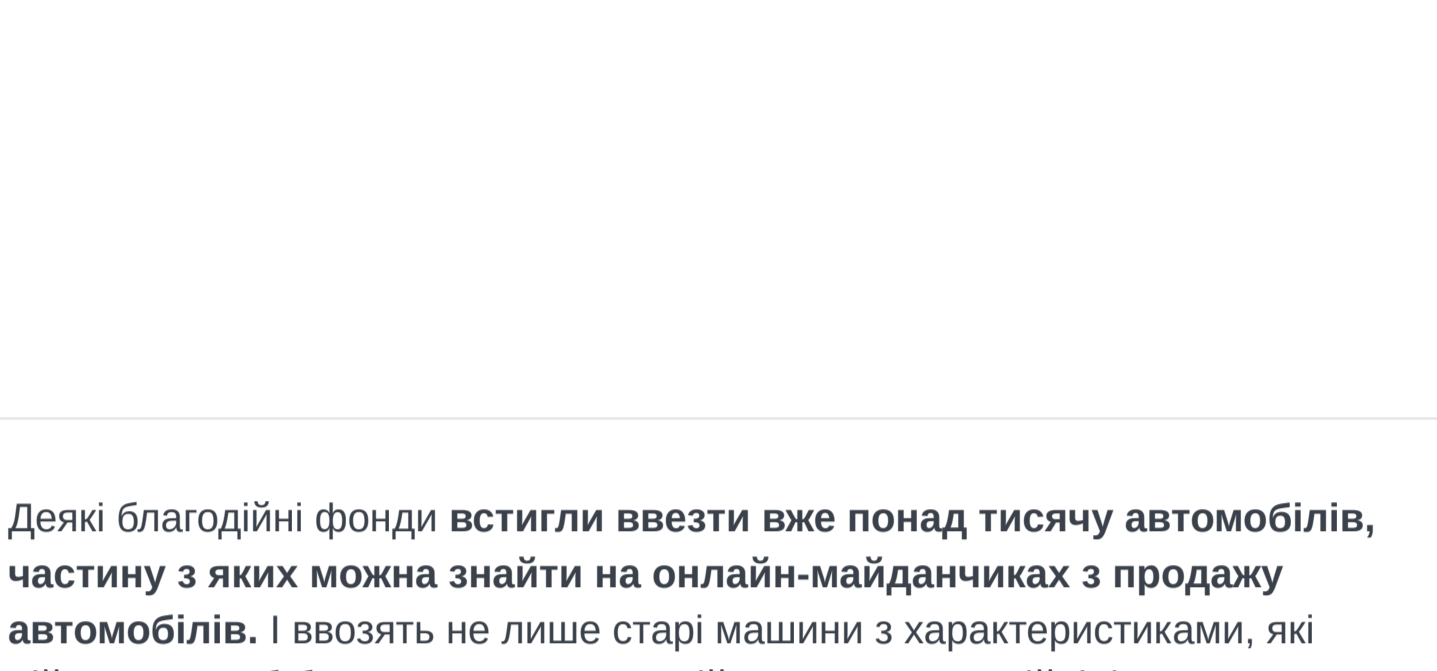 Деякі благодійні фонди встигли ввезти вже понад тисячу автомобілів,
частину з яких можна знайти на онлайн-майданчиках з продажу
автомобілів. І ввозять не лише старі машини з характеристиками, які